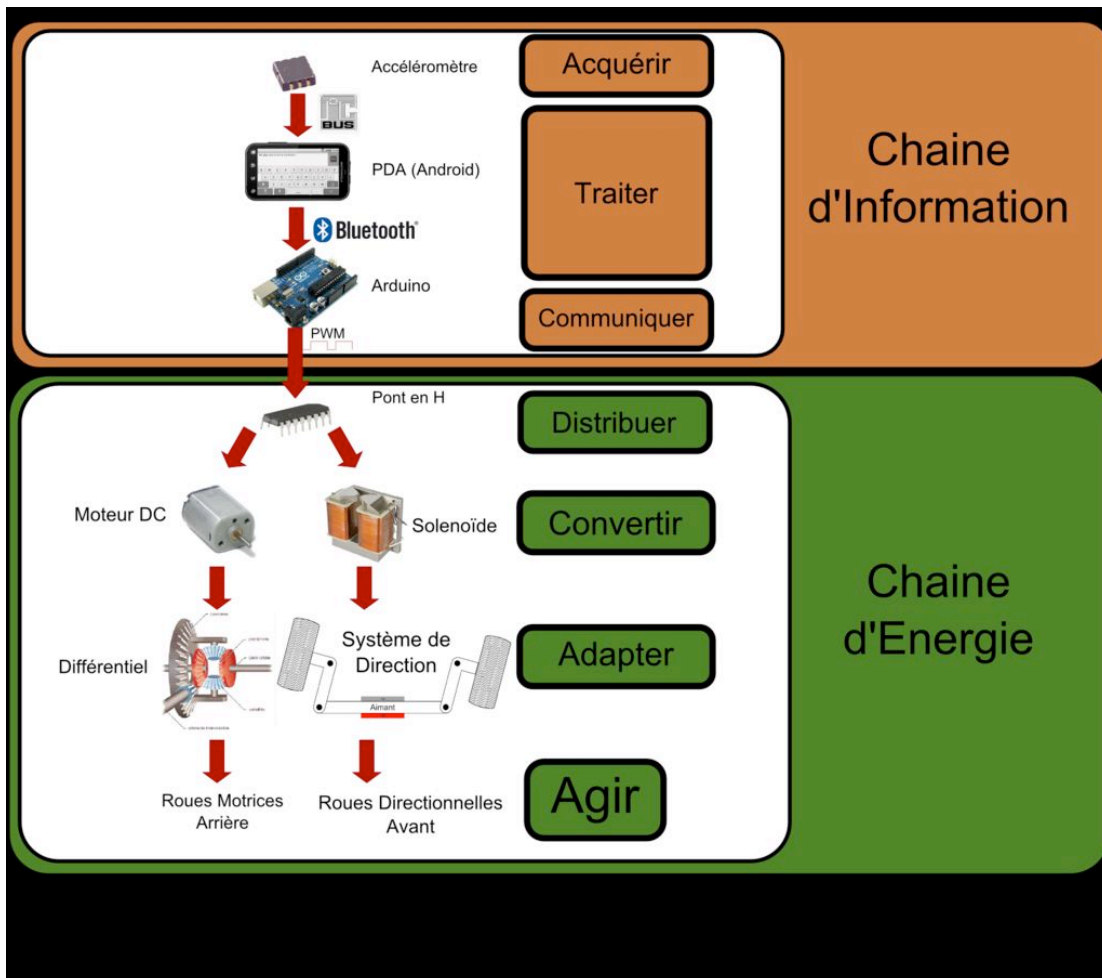 Accéléromètre
Acquérir
I²C
BUS
PDA (Android)
Traiter
Chaine
d'Information
Bluetooth®
Arduino
Communiquer
PWM
Pont en H
Distribuer
Moteur DC
Solenoïde
Convertir
Chaine
d'Energie
Différentiel
Système de
Direction
Adapter
Aimant
Roues Motrices
Arrière
Roues Directionnelles
Avant
Agir